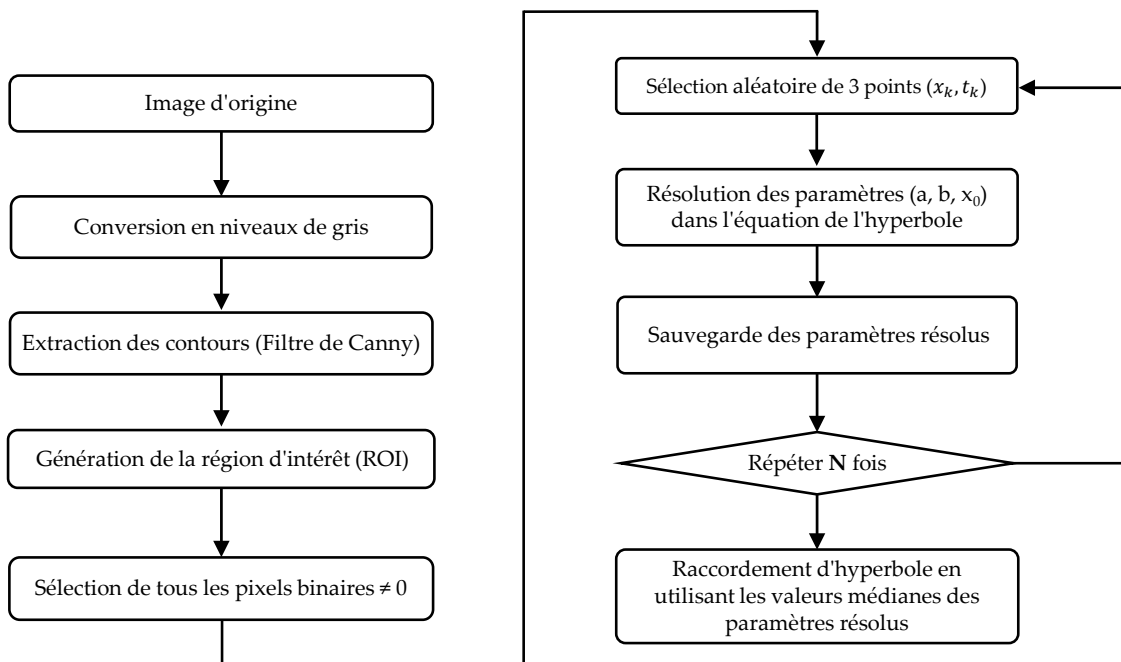 Image d'origine
Conversion en niveaux de gris
Extraction des contours (Filtre de Canny)
Génération de la région d'intérêt (ROI)
Sélection de tous les pixels binaires ≠ 0
Sélection aléatoire de 3 points (𝑥ₖ, 𝑡ₖ)
Résolution des paramètres (a, b, x₀)
dans l'équation de l'hyperbole
Sauvegarde des paramètres résolus
Répéter N fois
Raccordement d'hyperbole en
utilisant les valeurs médianes des
paramètres résolus